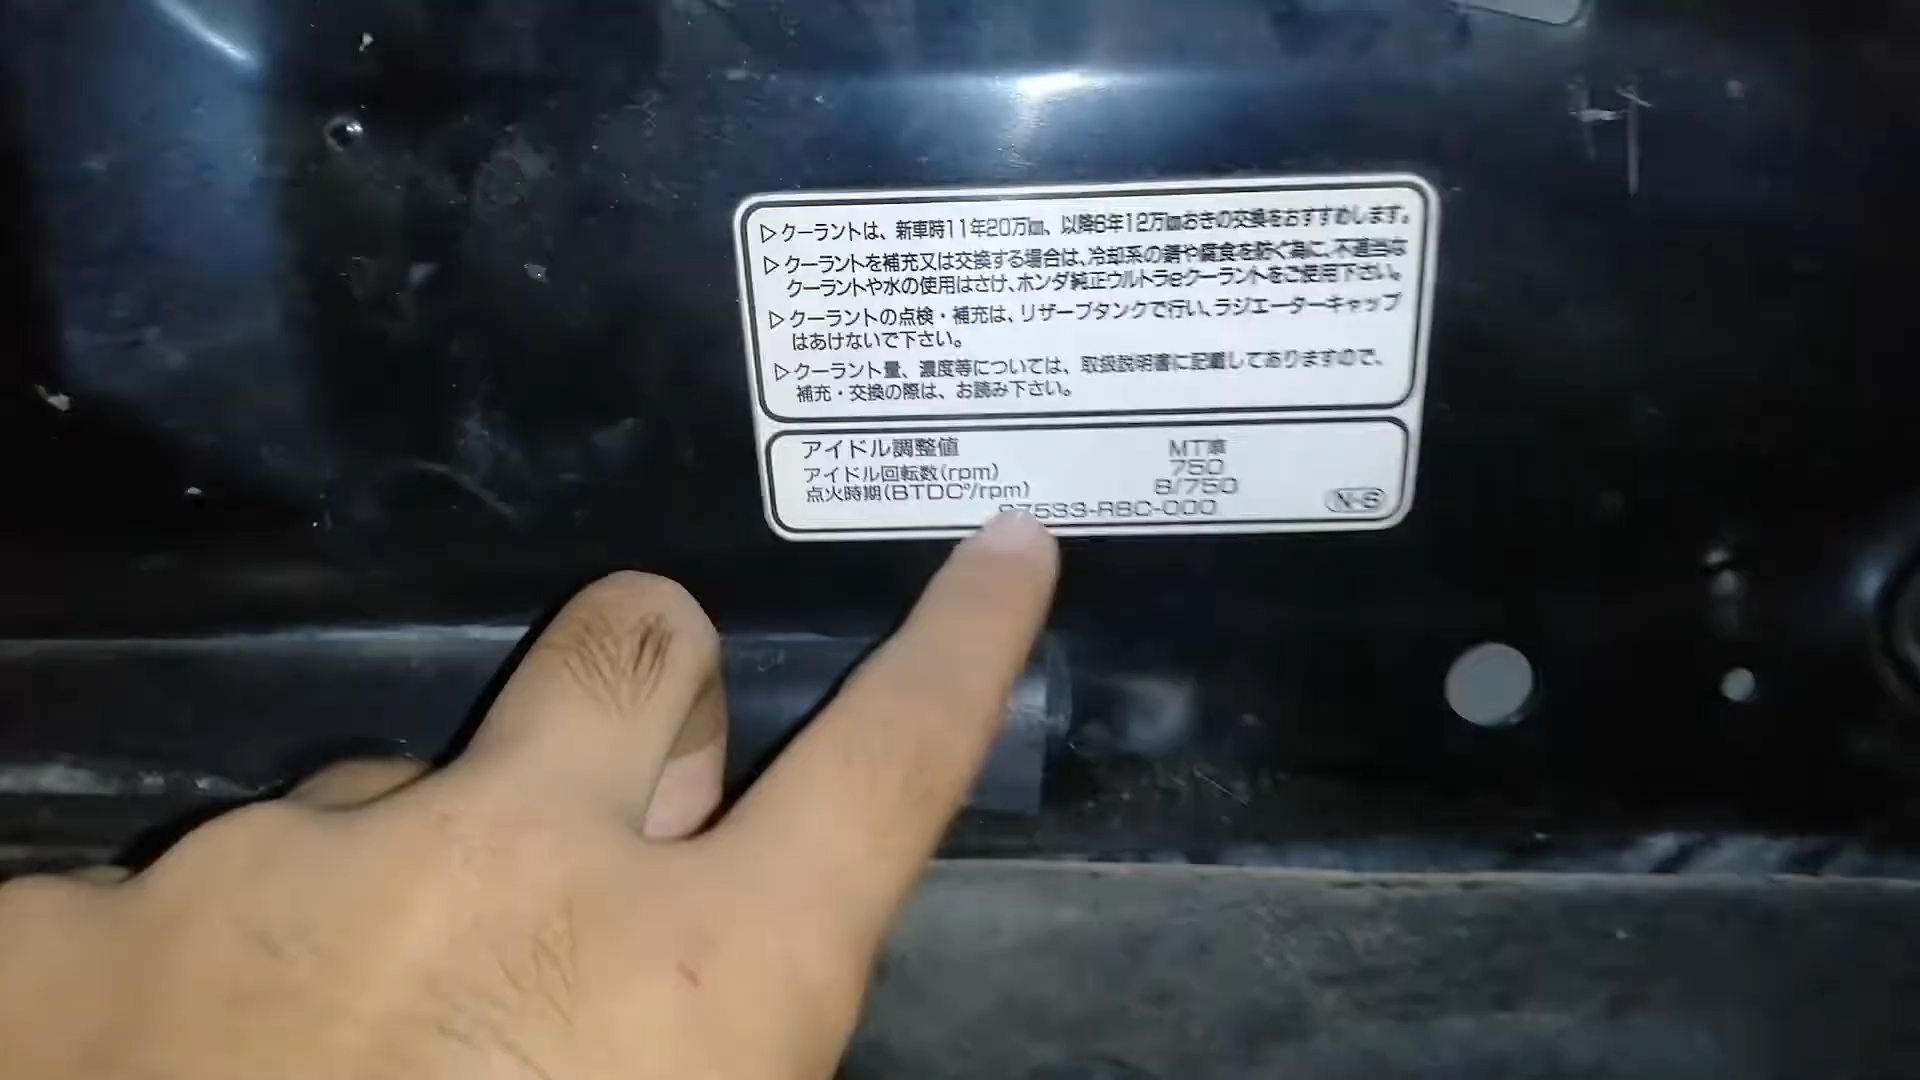 ▷クーラントは、新車時11年20万㎞、以降6年12万㎞おきの交換をおすすめします。
▷クーラントを補充又は交換する場合は、冷却系の錆や腐食を防ぐ為に、不適当な
クーラントや水の使用はさけ、ホンダ純正ウルトラeクーラントをご使用下さい。
▷クーラントの点検・補充は、リザーブタンクで行い、ラジエーターキャップ
はあけないで下さい。
▷クーラント量、濃度等については、取扱説明書に記載してありますので、
補充・交換の際は、お読み下さい。
アイドル調整値 MT車
アイドル回転数(rpm) 750
点火時期(BTDC°/rpm) 8/750
87533-RBC-000 N-S